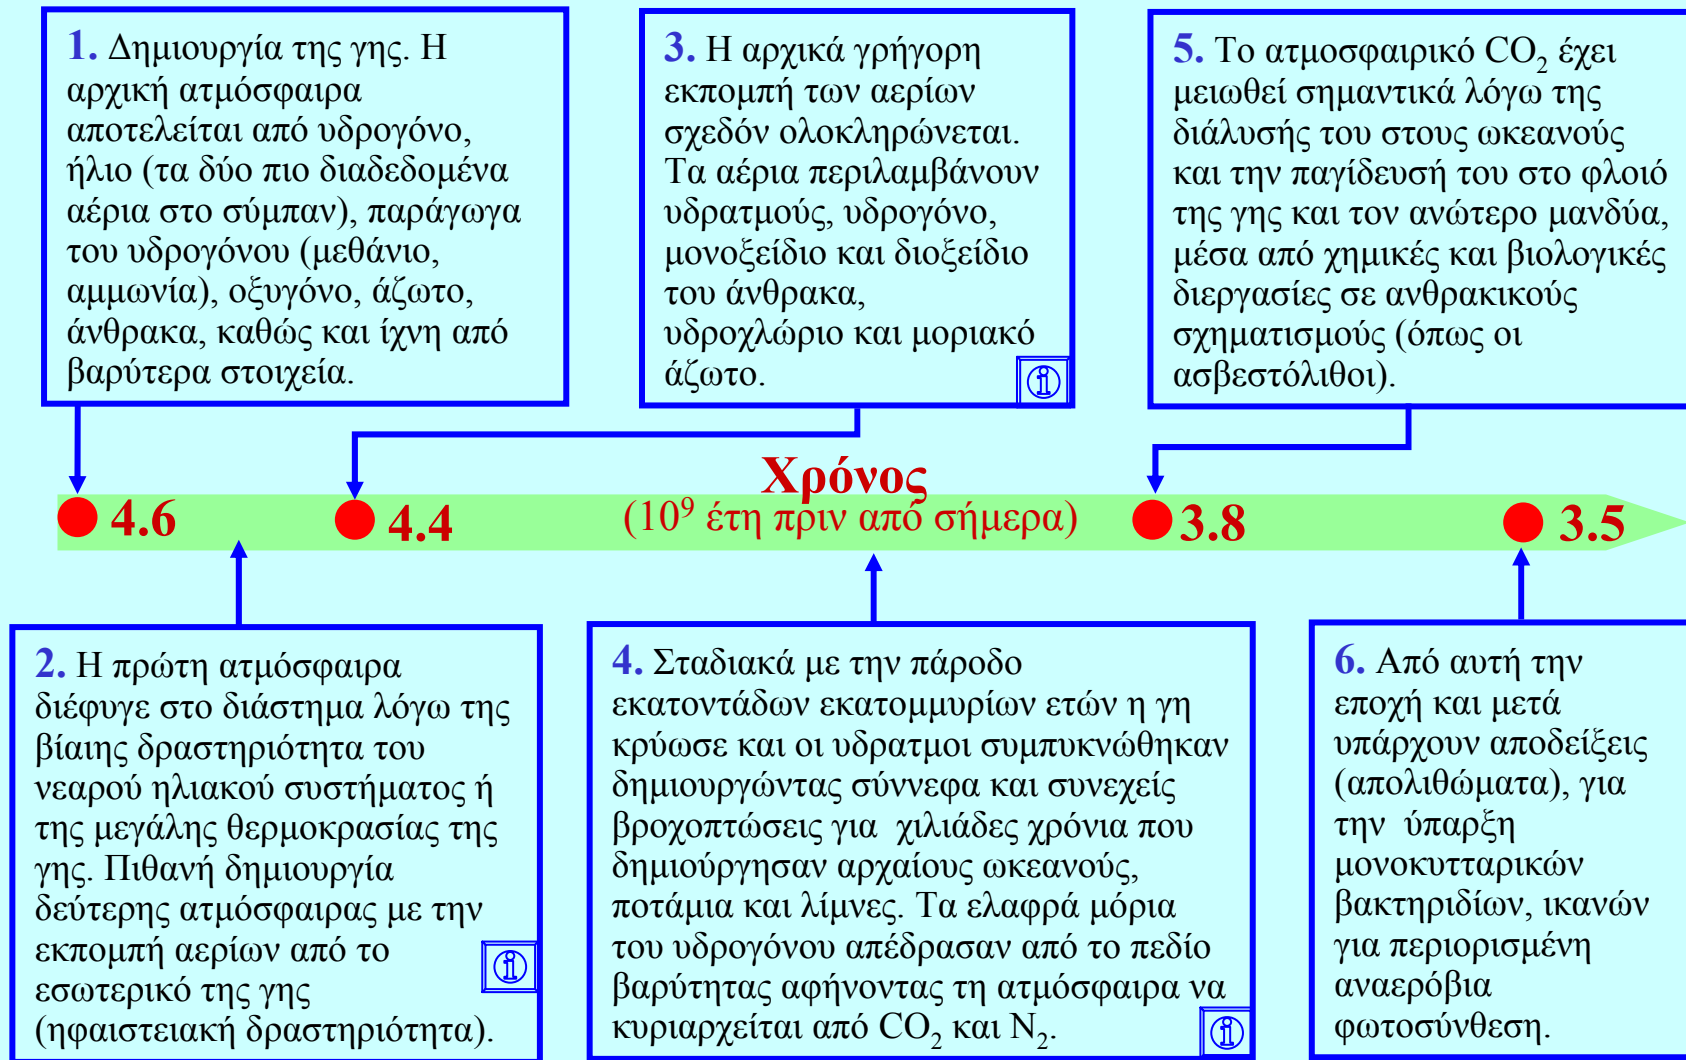 1. Δημιουργία της γης. Η
αρχική ατμόσφαιρα
αποτελείται από υδρογόνο,
ήλιο (τα δύο πιο διαδεδομένα
αέρια στο σύμπαν), παράγωγα
του υδρογόνου (μεθάνιο,
αμμωνία), οξυγόνο, άζωτο,
άνθρακα, καθώς και ίχνη από
βαρύτερα στοιχεία.
3. Η αρχικά γρήγορη
εκπομπή των αερίων
σχεδόν ολοκληρώνεται.
Τα αέρια περιλαμβάνουν
υδρατμούς, υδρογόνο,
μονοξείδιο και διοξείδιο
του άνθρακα,
υδροχλώριο και μοριακό
άζωτο.
5. Το ατμοσφαιρικό CO₂ έχει
μειωθεί σημαντικά λόγω της
διάλυσής του στους ωκεανούς
και την παγίδευσή του στο φλοιό
της γης και τον ανώτερο μανδύα,
μέσα από χημικές και βιολογικές
διεργασίες σε ανθρακικούς
σχηματισμούς (όπως οι
ασβεστόλιθοι).
Χρόνος
(10⁹ έτη πριν από σήμερα)
4.6
4.4
3.8
3.5
2. Η πρώτη ατμόσφαιρα
διέφυγε στο διάστημα λόγω της
βίαιης δραστηριότητα του
νεαρού ηλιακού συστήματος ή
της μεγάλης θερμοκρασίας της
γης. Πιθανή δημιουργία
δεύτερης ατμόσφαιρας με την
εκπομπή αερίων από το
εσωτερικό της γης
(ηφαιστειακή δραστηριότητα).
4. Σταδιακά με την πάροδο
εκατοντάδων εκατομμυρίων ετών η γη
κρύωσε και οι υδρατμοι συμπυκνώθηκαν
δημιουργώντας σύννεφα και συνεχείς
βροχοπτώσεις για χιλιάδες χρόνια που
δημιούργησαν αρχαίους ωκεανούς,
ποτάμια και λίμνες. Τα ελαφρά μόρια
του υδρογόνου απέδρασαν από το πεδίο
βαρύτητας αφήνοντας τη ατμόσφαιρα να
κυριαρχείται από CO₂ και N₂.
6. Από αυτή την
εποχή και μετά
υπάρχουν αποδείξεις
(απολιθώματα), για
την ύπαρξη
μονοκυτταρικών
βακτηριδίων, ικανών
για περιορισμένη
αναερόβια
φωτοσύνθεση.